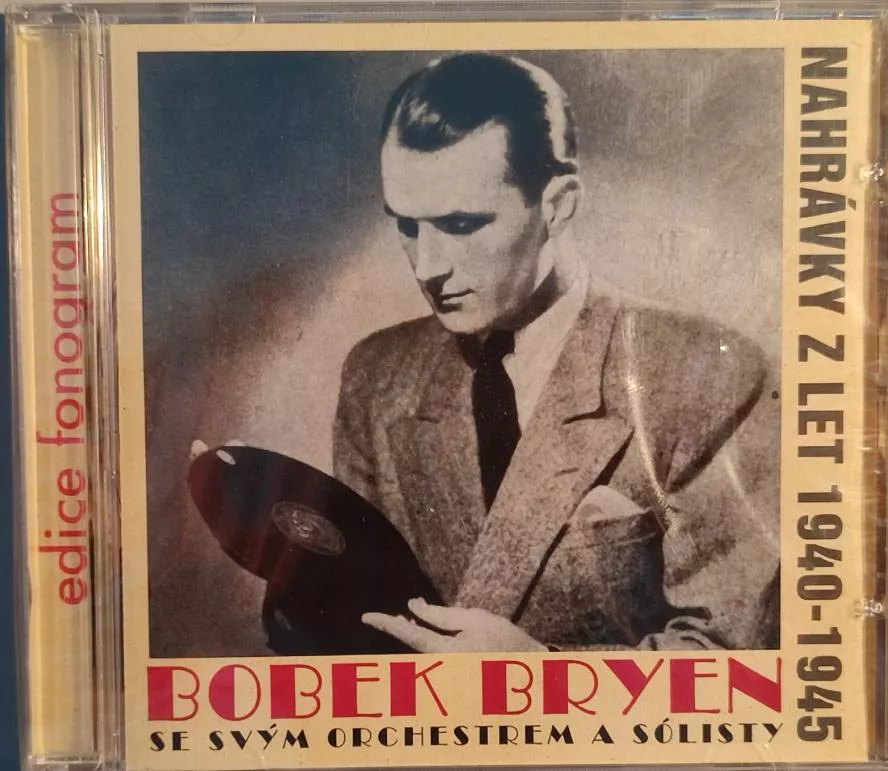 edice fonogram
NAHRÁVKY Z LET 1940-1945
BOBEK BRYEN
SE SVÝM ORCHESTREM A SÓLISTY